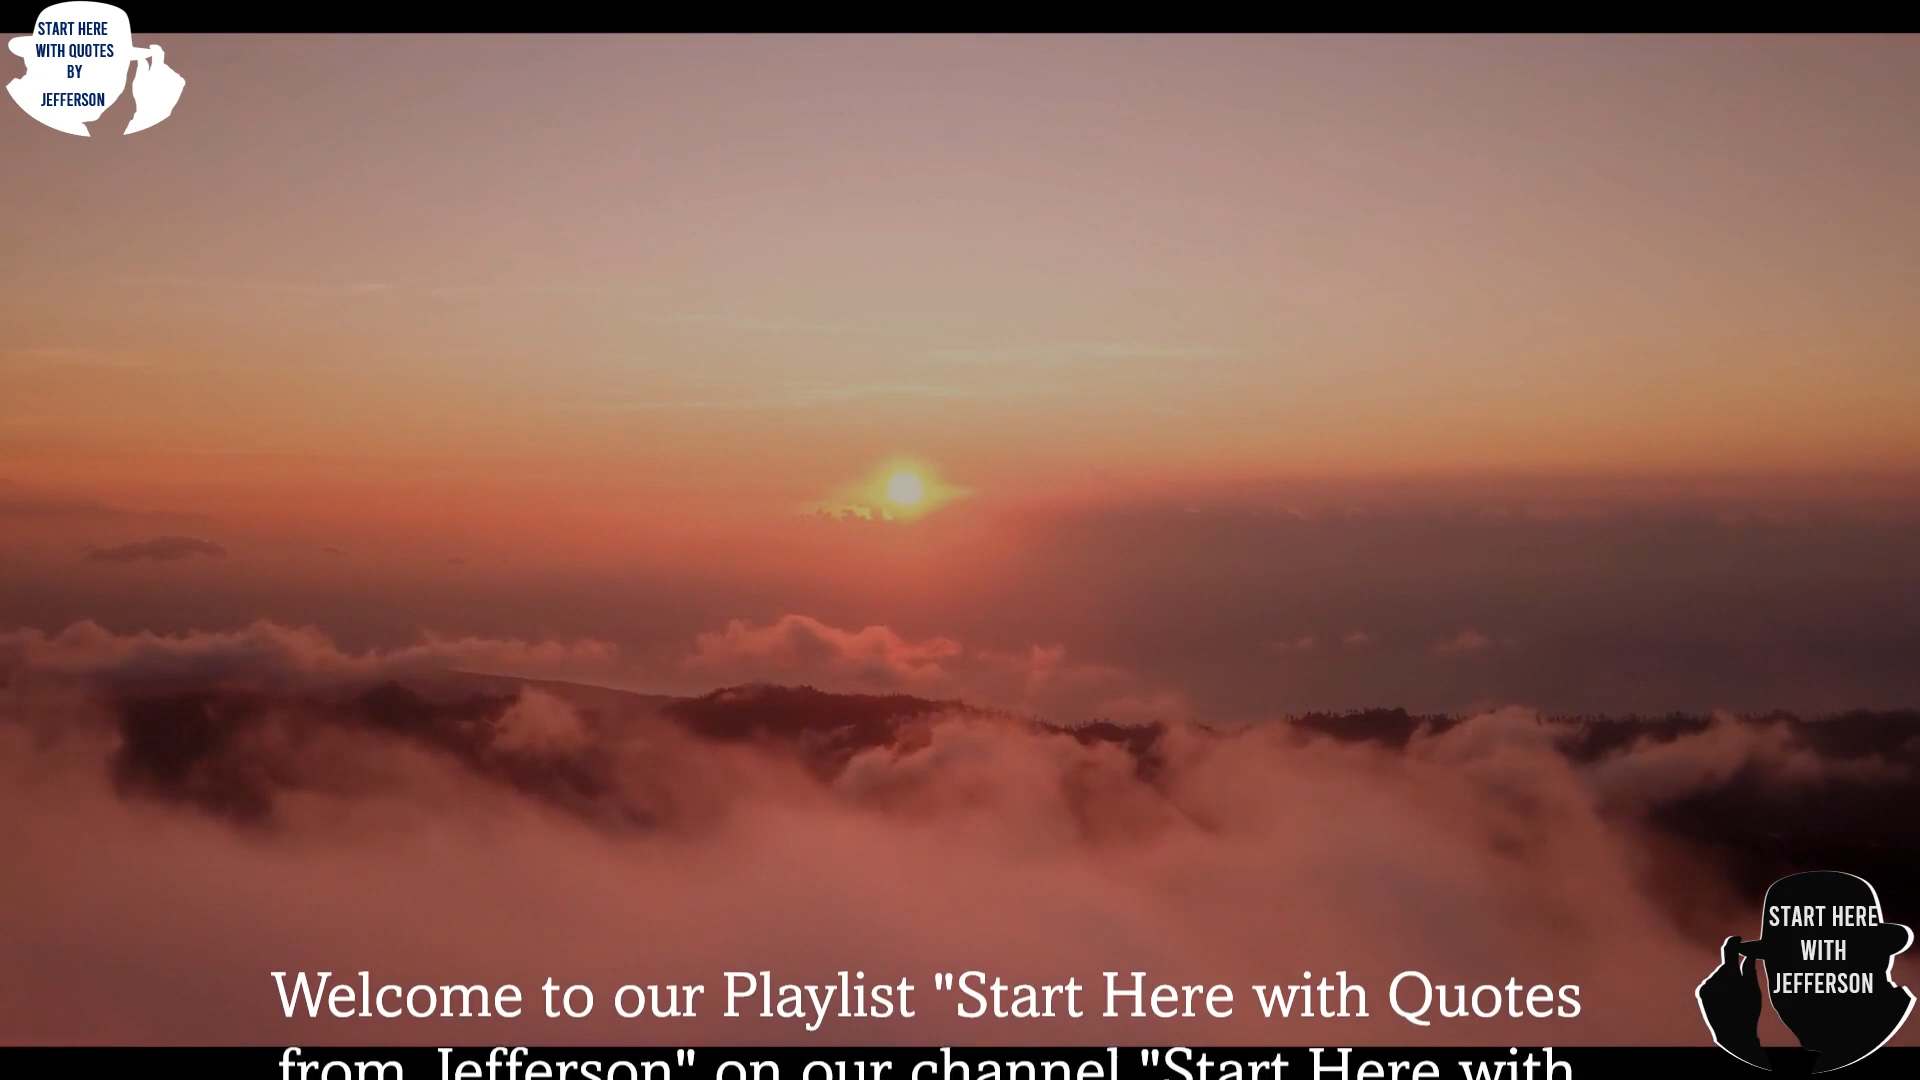 START HERE
WITH QUOTES
BY
JEFFERSON
Welcome to our Playlist "Start Here with Quotes
from Jefferson" on our channel "Start Here with
START HERE
WITH
JEFFERSON